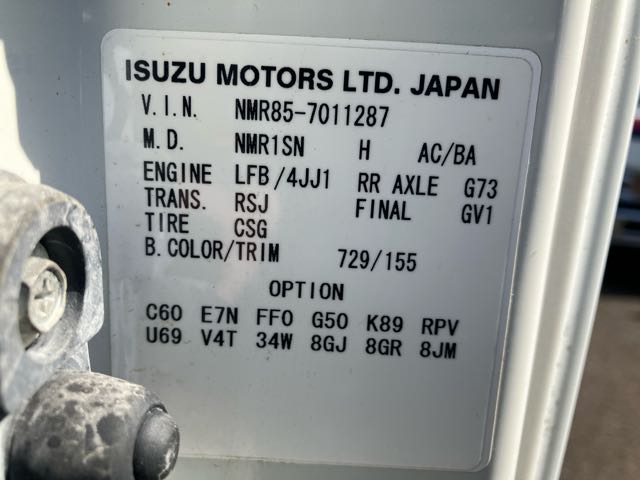 ISUZU MOTORS LTD. JAPAN
V.I.N. NMR85-7011287
M.D. NMR1SN H AC/BA
ENGINE LFB/4JJ1 RR AXLE G73
TRANS. RSJ FINAL GV1
TIRE CSG
B.COLOR/TRIM 729/155
OPTION
C60 E7N FF0 G50 K89 RPV
U69 V4T 34W 8GJ 8GR 8JM